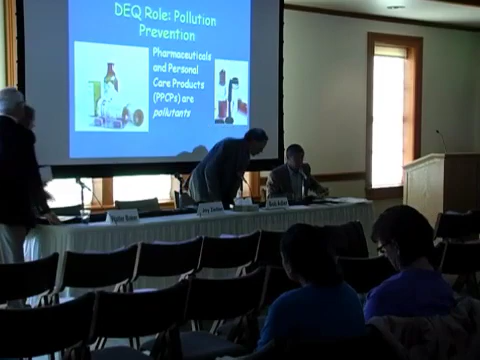 DEQ Role: Pollution
Prevention
Pharmaceuticals
and Personal
Care Products
(PPCPs) are
pollutants